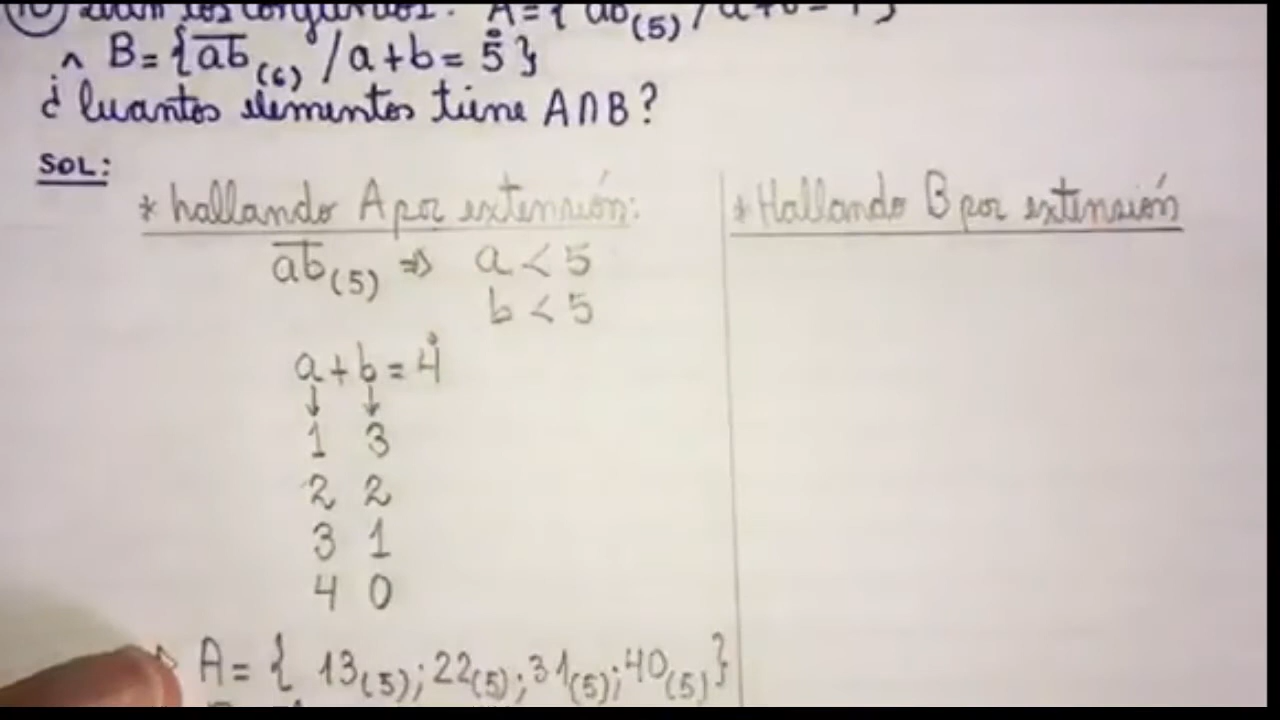 A={ ab(5) / a+b=
^ B={a̅b̅(6) / a+b=5̊}
¿Cuantos elementos tiene A∩B?
SOL:
* hallando A por extensión:
a̅b̅(5) ⇒ a<5
b<5
a+b=4̊
↓ ↓
1 3
2 2
3 1
4 0
A={ 13(5); 22(5); 31(5); 40(5)}
* Hallando B por extensión